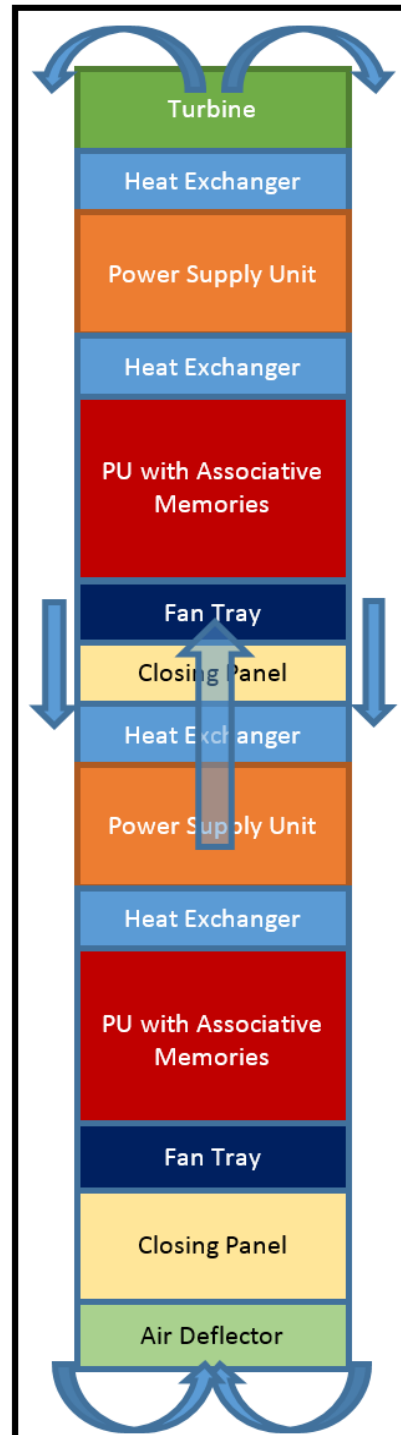 Turbine
Heat Exchanger
Power Supply Unit
Heat Exchanger
PU with Associative
Memories
Fan Tray
Closing Panel
Heat Exchanger
Power Supply Unit
Heat Exchanger
PU with Associative
Memories
Fan Tray
Closing Panel
Air Deflector